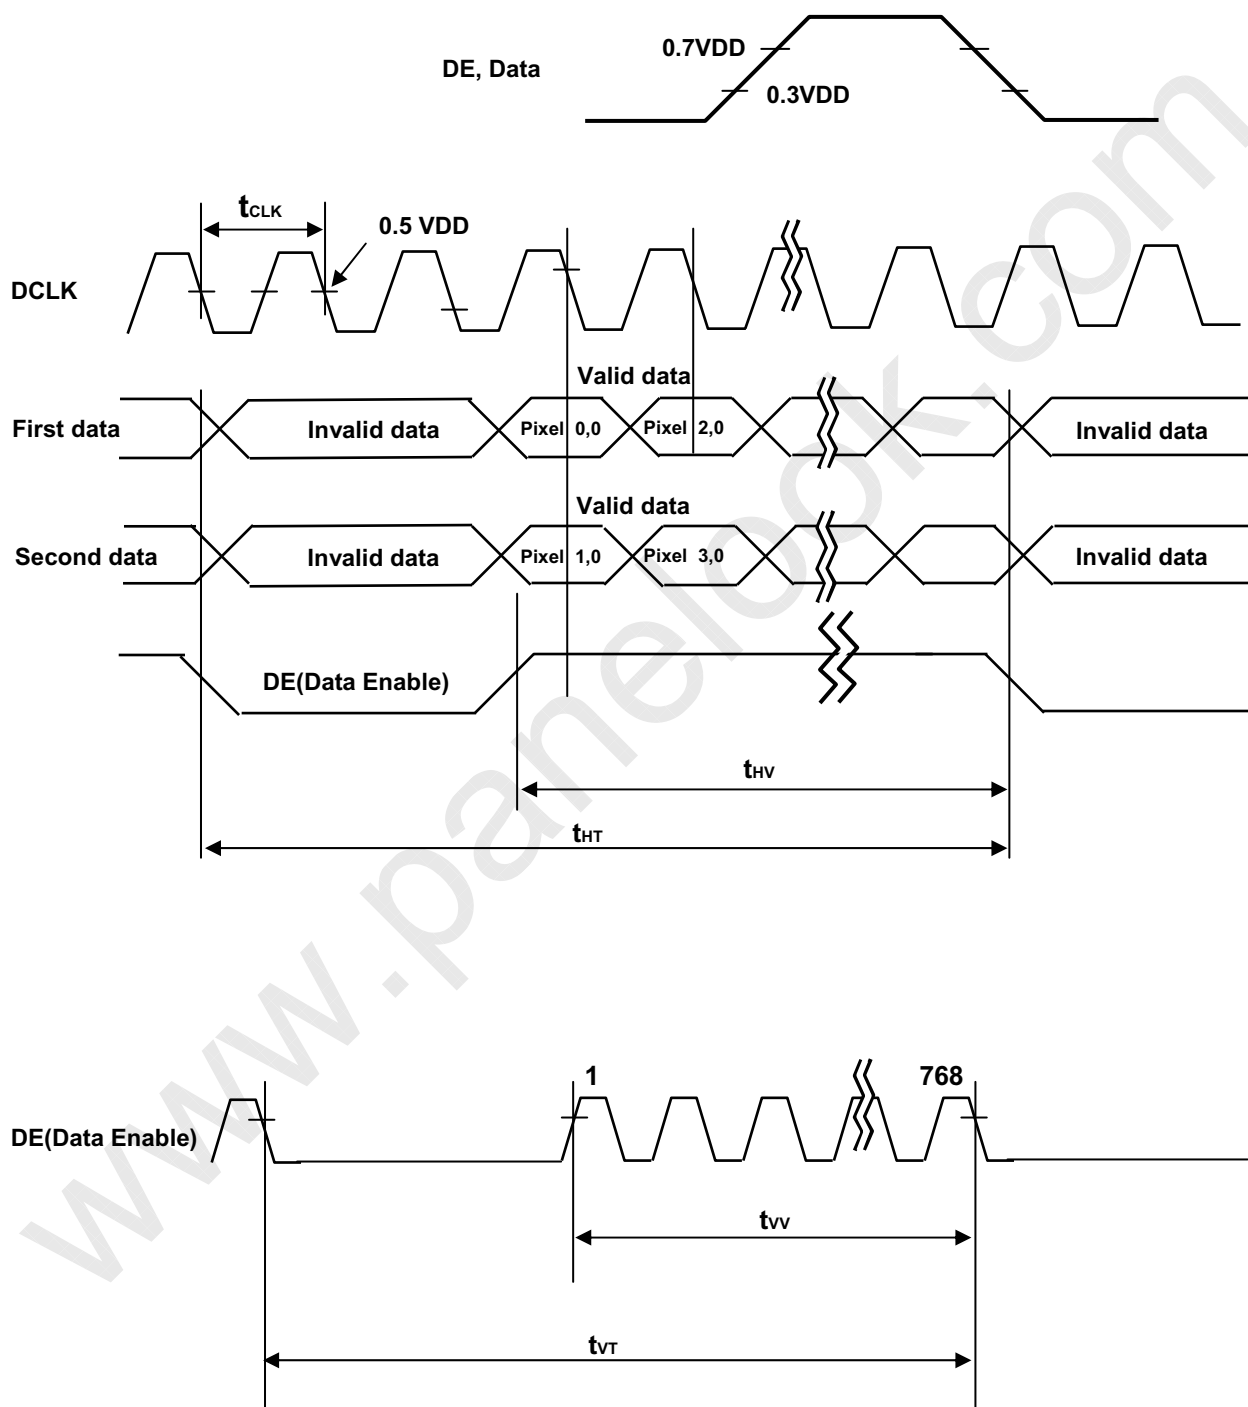 0.7VDD
DE, Data
0.3VDD
tCLK
0.5 VDD
DCLK
Valid data
First data
Invalid data
Pixel 0,0
Pixel 2,0
Invalid data
Valid data
Second data
Invalid data
Pixel 1,0
Pixel 3,0
Invalid data
DE(Data Enable)
tHV
tHT
1
768
DE(Data Enable)
tVV
tVT
www.panelook.com